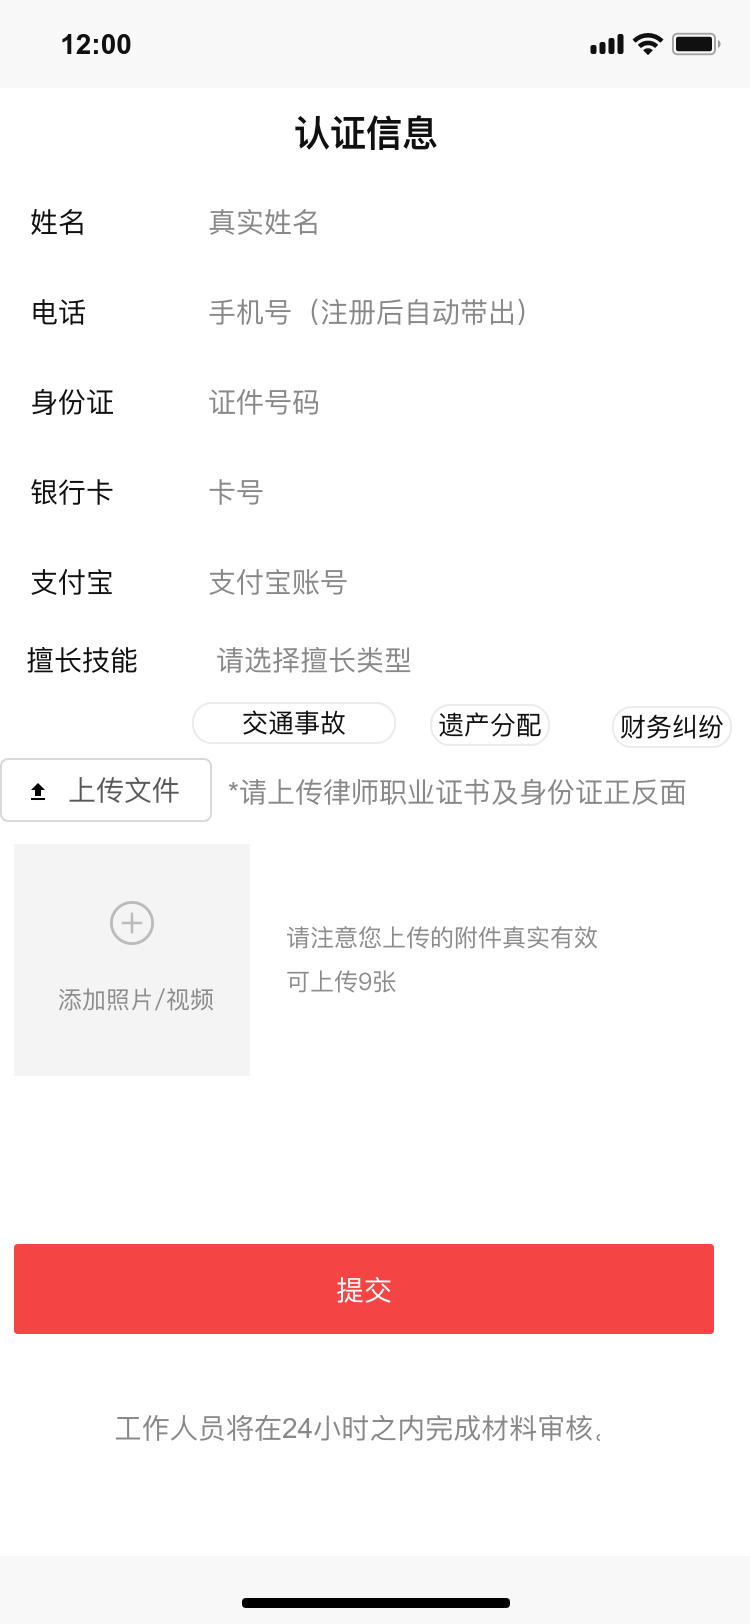 12:00
认证信息
姓名 真实姓名
电话 手机号（注册后自动带出）
身份证 证件号码
银行卡 卡号
支付宝 支付宝账号
擅长技能 请选择擅长类型
交通事故 遗产分配 财务纠纷
上传文件 *请上传律师职业证书及身份证正反面
请注意您上传的附件真实有效
可上传9张
添加照片/视频
提交
工作人员将在24小时之内完成材料审核。